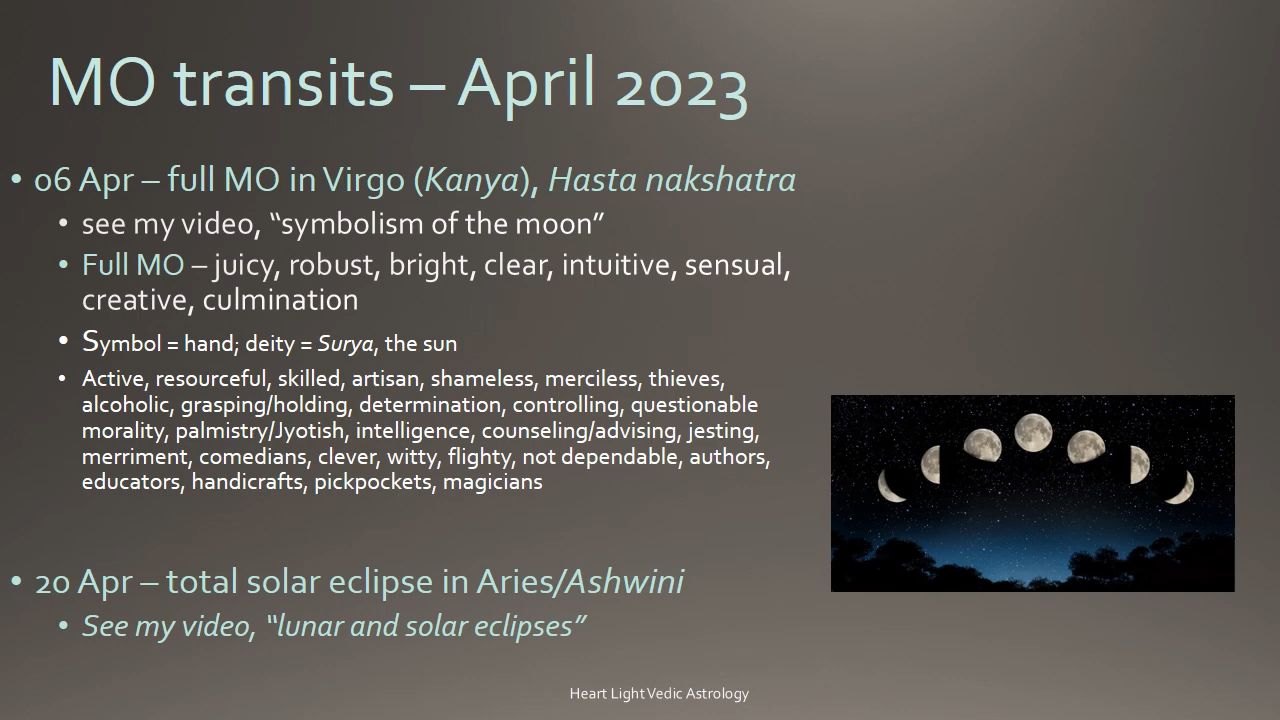 MO transits – April 2023
• 06 Apr – full MO in Virgo (Kanya), Hasta nakshatra
• see my video, “symbolism of the moon”
• Full MO – juicy, robust, bright, clear, intuitive, sensual,
creative, culmination
• Symbol = hand; deity = Surya, the sun
• Active, resourceful, skilled, artisan, shameless, merciless, thieves,
alcoholic, grasping/holding, determination, controlling, questionable
morality, palmistry/Jyotish, intelligence, counseling/advising, jesting,
merriment, comedians, clever, witty, flighty, not dependable, authors,
educators, handicrafts, pickpockets, magicians
• 20 Apr – total solar eclipse in Aries/Ashwini
• See my video, “lunar and solar eclipses”
Heart Light Vedic Astrology